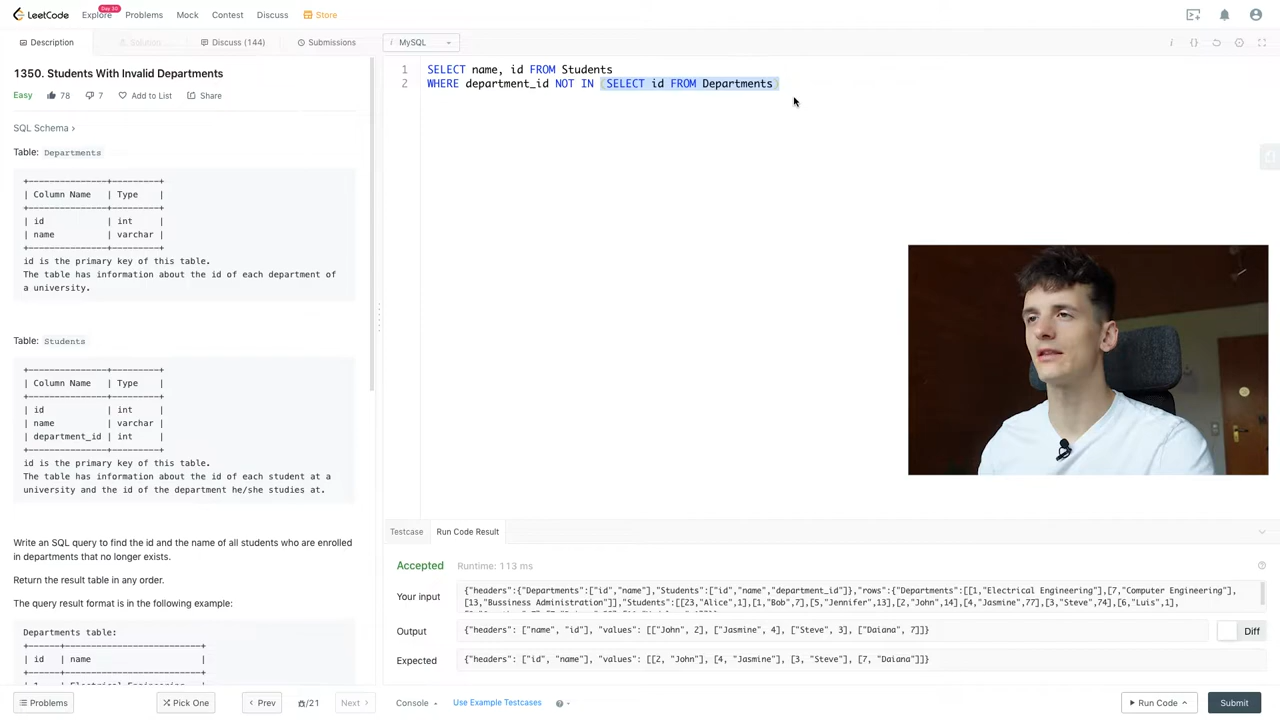 LeetCode
Explore
Day 30
Problems
Mock
Contest
Discuss
Store
Description
Solution
Discuss (144)
Submissions
i MySQL
1350. Students With Invalid Departments
Easy 78 7 Add to List Share
SQL Schema >
Table: Departments
+---------------+---------+
| Column Name | Type |
+---------------+---------+
| id | int |
| name | varchar |
+---------------+---------+
id is the primary key of this table.
The table has information about the id of each department of
a university.
Table: Students
+---------------+---------+
| Column Name | Type |
+---------------+---------+
| id | int |
| name | varchar |
| department_id | int |
+---------------+---------+
id is the primary key of this table.
The table has information about the id of each student at a
university and the id of the department he/she studies at.
Write an SQL query to find the id and the name of all students who are enrolled
in departments that no longer exists.
Return the result table in any order.
The query result format is in the following example:
Departments table:
+------+--------------------------+
| id | name |
+------+--------------------------+
1 SELECT name, id FROM Students
2 WHERE department_id NOT IN (SELECT id FROM Departments)
Testcase Run Code Result
Accepted Runtime: 113 ms
Your input
{"headers":{"Departments":["id","name"],"Students":["id","name","department_id"]},"rows":{"Departments":[[1,"Electrical Engineering"],[7,"Computer Engineering"],
[13,"Bussiness Administration"]],"Students":[[23,"Alice",1],[1,"Bob",7],[5,"Jennifer",13],[2,"John",14],[4,"Jasmine",77],[3,"Steve",74],[6,"Luis",1],
Output
{"headers": ["name", "id"], "values": [["John", 2], ["Jasmine", 4], ["Steve", 3], ["Daiana", 7]]}
Diff
Expected
{"headers": ["id", "name"], "values": [[2, "John"], [4, "Jasmine"], [3, "Steve"], [7, "Daiana"]]}
Problems
Pick One
< Prev
/21
Next >
Console
Use Example Testcases
?
Run Code
Submit